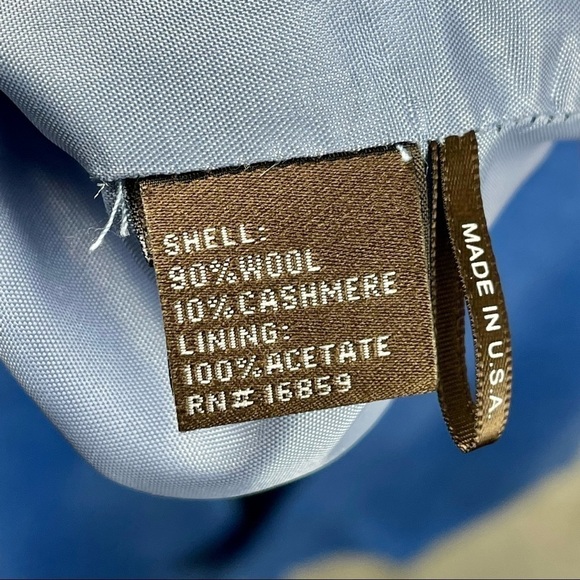 SHELL:
90% WOOL
10% CASHMERE
LINING:
100% ACETATE
RN# 16859
MADE IN U.S.A.